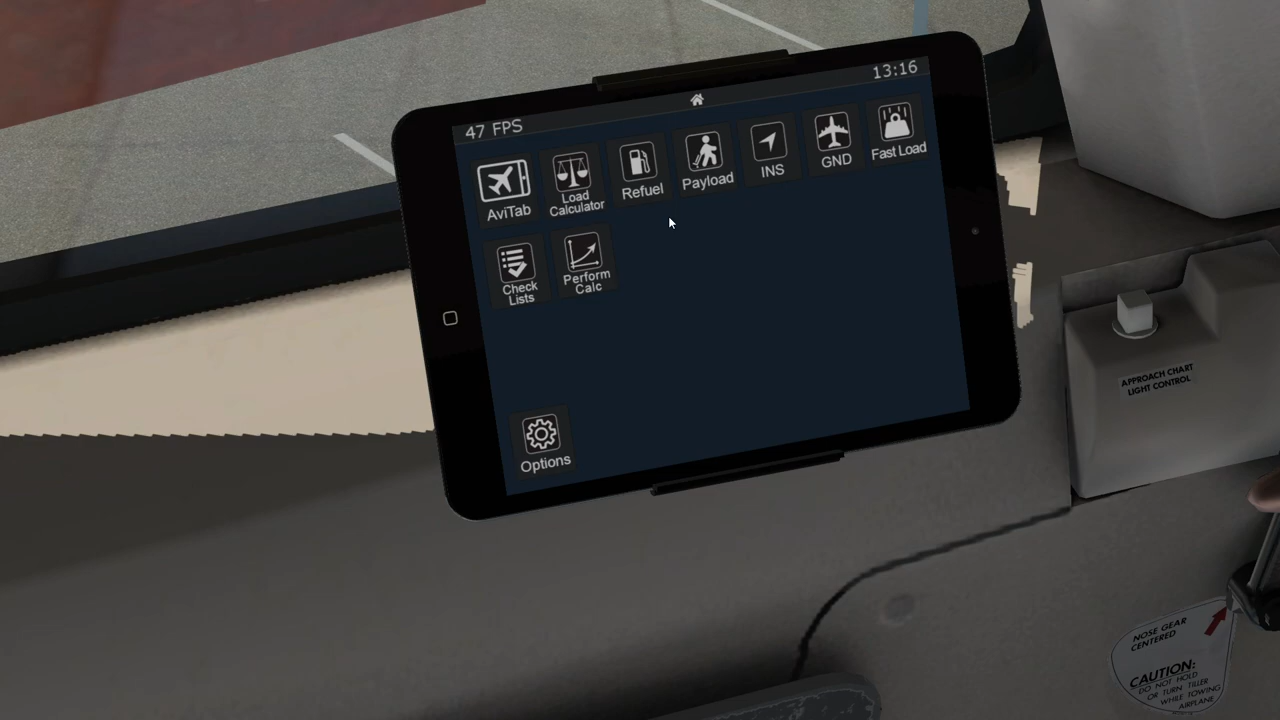 47 FPS
13:16
AviTab
Load
Calculator
Refuel
Payload
INS
GND
Fast Load
Check
Lists
Perform
Calc
Options
APPROACH CHART
LIGHT CONTROL
NOSE GEAR
CENTERED
CAUTION:
DO NOT HOLD
OR TURN TILLER
WHILE TOWING
AIRPLANE